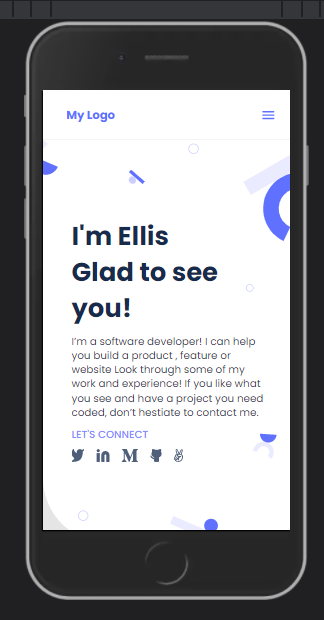 My Logo
I'm Ellis
Glad to see
you!
I'm a software developer! I can help
you build a product , feature or
website Look through some of my
work and experience! If you like what
you see and have a project you need
coded, don't hestiate to contact me.
LET'S CONNECT